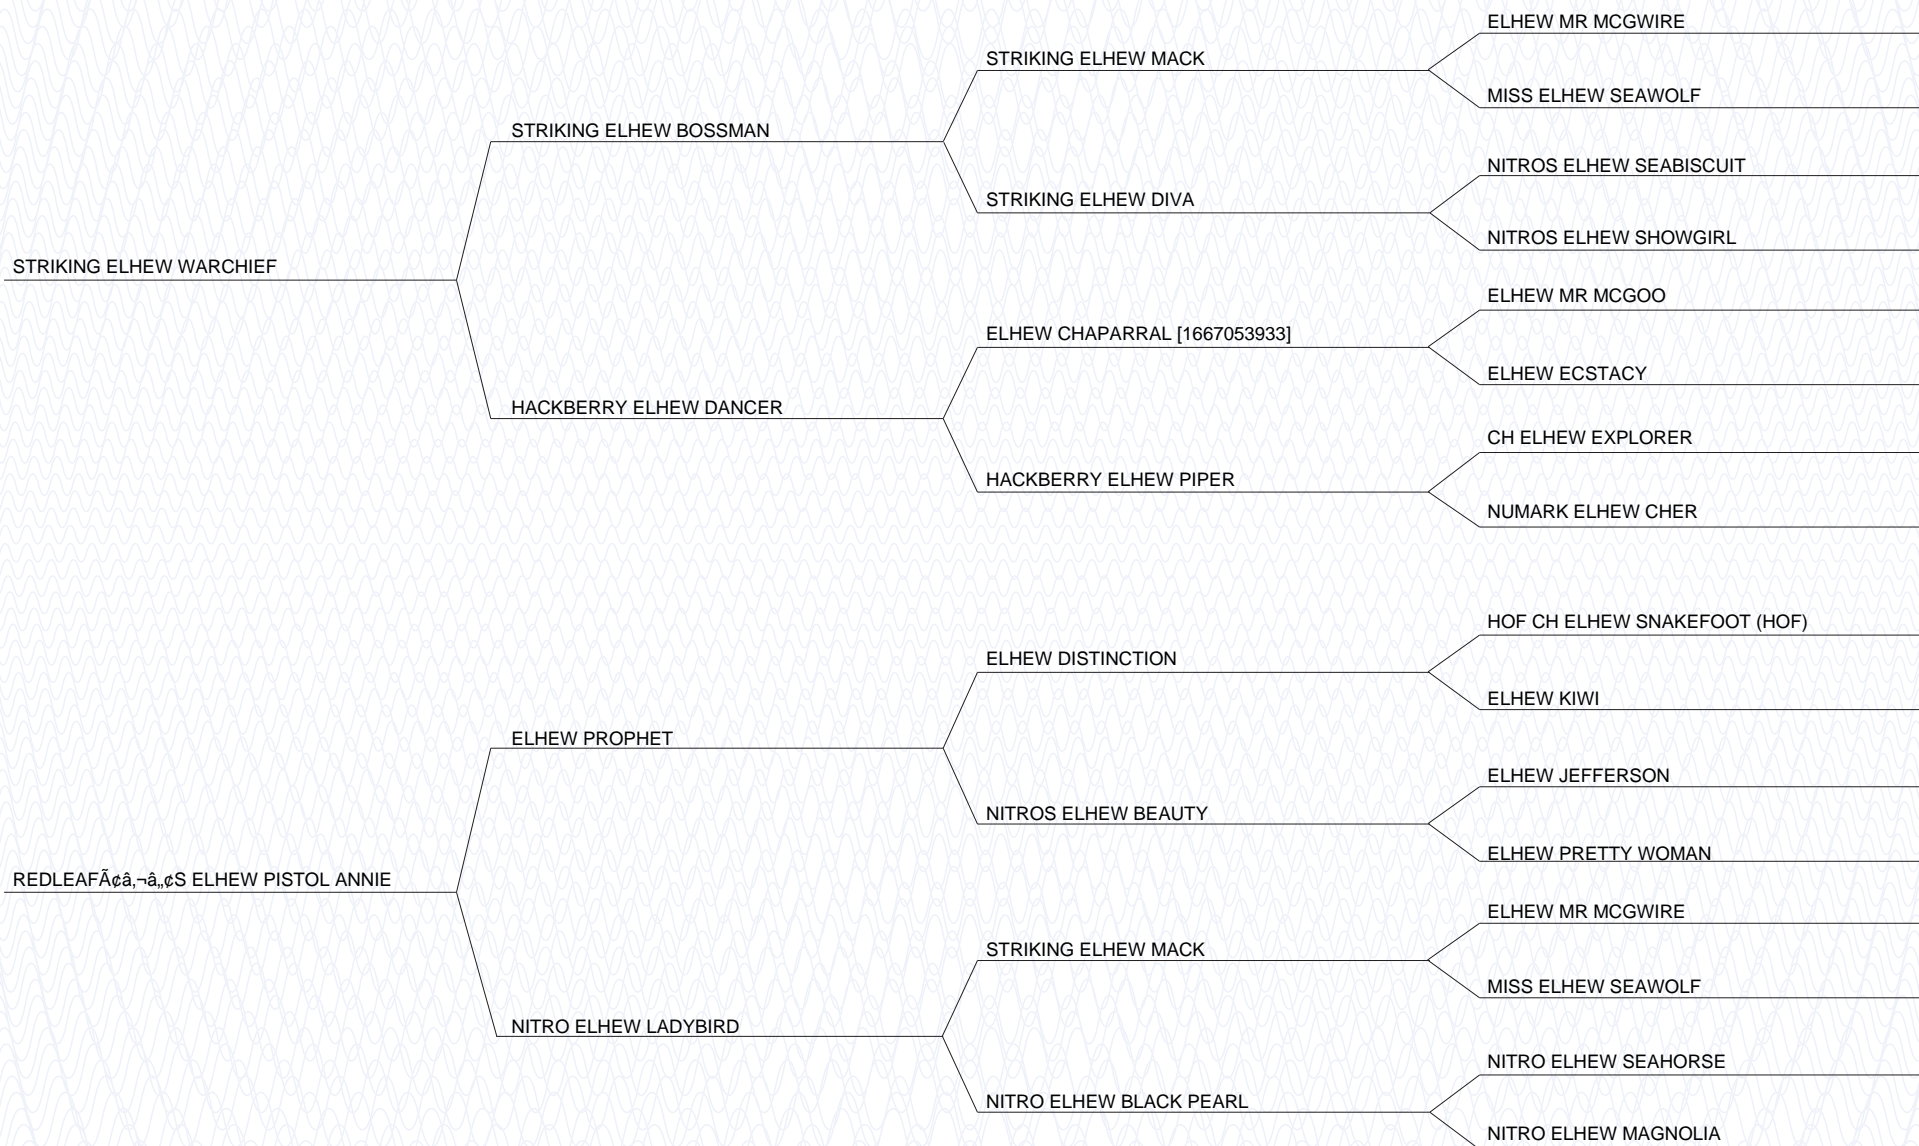 ELHEW MR MCGWIRE
STRIKING ELHEW MACK
MISS ELHEW SEAWOLF
STRIKING ELHEW BOSSMAN
NITROS ELHEW SEABISCUIT
STRIKING ELHEW DIVA
NITROS ELHEW SHOWGIRL
STRIKING ELHEW WARCHIEF
ELHEW MR MCGOO
ELHEW CHAPARRAL [1667053933]
ELHEW ECSTACY
HACKBERRY ELHEW DANCER
CH ELHEW EXPLORER
HACKBERRY ELHEW PIPER
NUMARK ELHEW CHER
HOF CH ELHEW SNAKEFOOT (HOF)
ELHEW DISTINCTION
ELHEW KIWI
ELHEW PROPHET
ELHEW JEFFERSON
NITROS ELHEW BEAUTY
ELHEW PRETTY WOMAN
REDLEAFÃ¢â‚¬â„¢S ELHEW PISTOL ANNIE
ELHEW MR MCGWIRE
STRIKING ELHEW MACK
MISS ELHEW SEAWOLF
NITRO ELHEW LADYBIRD
NITRO ELHEW SEAHORSE
NITRO ELHEW BLACK PEARL
NITRO ELHEW MAGNOLIA